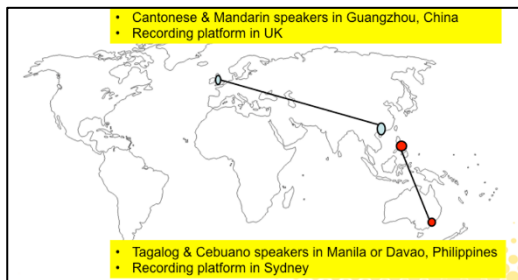 • Cantonese & Mandarin speakers in Guangzhou, China
• Recording platform in UK
• Tagalog & Cebuano speakers in Manila or Davao, Philippines
• Recording platform in Sydney